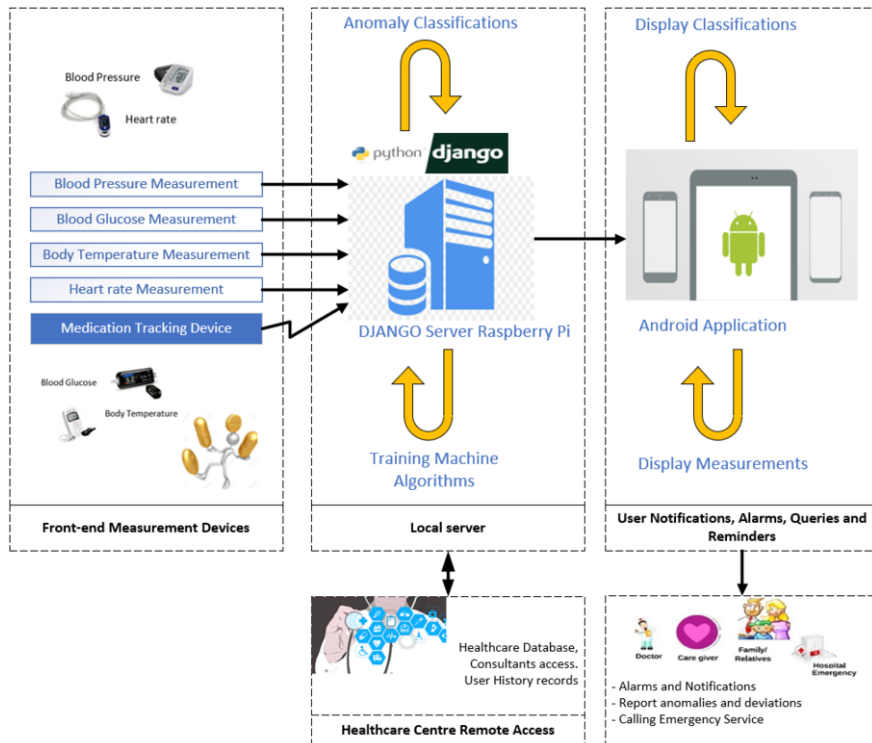 Blood Pressure
Heart rate
Blood Pressure Measurement
Blood Glucose Measurement
Body Temperature Measurement
Heart rate Measurement
Medication Tracking Device
Blood Glucose
Body Temperature
Front-end Measurement Devices
Anomaly Classifications
python
django
DJANGO Server Raspberry Pi
Training Machine
Algorithms
Local server
Display Classifications
Android Application
Display Measurements
User Notifications, Alarms, Queries and
Reminders
Healthcare Database,
Consultants access.
User History records
Healthcare Centre Remote Access
Doctor
Care giver
Family/
Relatives
Hospital
Emergency
- Alarms and Notifications
- Report anomalies and deviations
- Calling Emergency Service